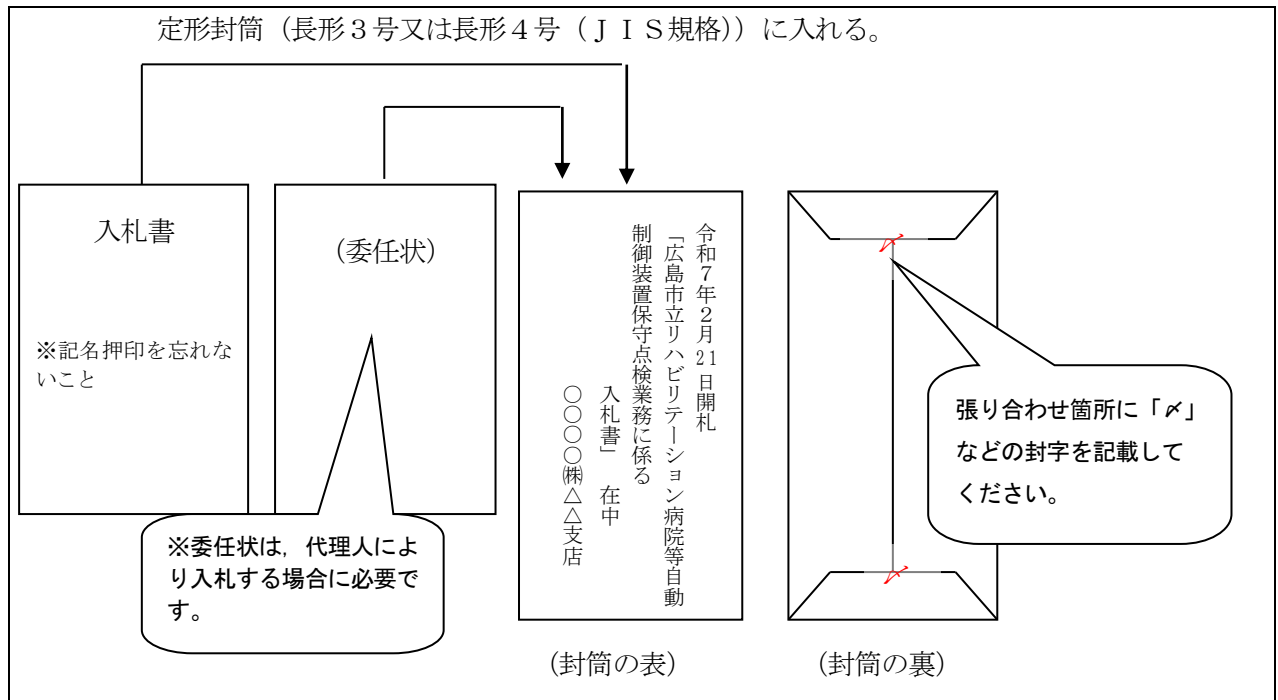 定形封筒（長形３号又は長形４号（ＪＩＳ規格））に入れる。
入札書
※記名押印を忘れな
いこと
（委任状）
※委任状は，代理人によ
り入札する場合に必要で
す。
令和７年２月21日開札
「広島市立リハビリテーション病院等自動
制御装置保守点検業務に係る
入札書」　在中
○○○○㈱△△支店
（封筒の表）
〆
〆
張り合わせ箇所に「〆」
などの封字を記載して
ください。
（封筒の裏）